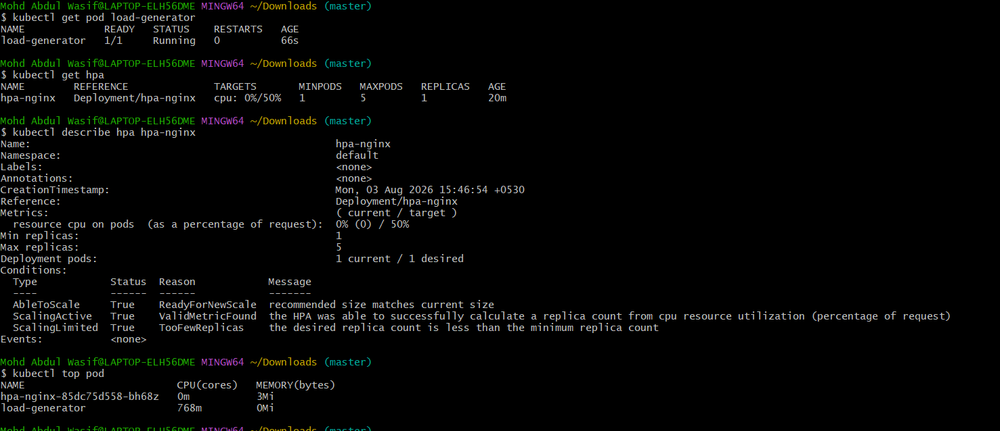 Mohd Abdul Wasif@LAPTOP-ELH56DME MINGW64 ~/Downloads (master)
$ kubectl get pod load-generator
NAME             READY   STATUS    RESTARTS   AGE
load-generator   1/1     Running   0          66s
Mohd Abdul Wasif@LAPTOP-ELH56DME MINGW64 ~/Downloads (master)
$ kubectl get hpa
NAME        REFERENCE              TARGETS       MINPODS   MAXPODS   REPLICAS   AGE
hpa-nginx   Deployment/hpa-nginx   cpu: 0%/50%   1         5         1          20m
Mohd Abdul Wasif@LAPTOP-ELH56DME MINGW64 ~/Downloads (master)
$ kubectl describe hpa hpa-nginx
Name:                                                  hpa-nginx
Namespace:                                             default
Labels:                                                <none>
Annotations:                                           <none>
CreationTimestamp:                                     Mon, 03 Aug 2026 15:46:54 +0530
Reference:                                             Deployment/hpa-nginx
Metrics:                                               ( current / target )
  resource cpu on pods  (as a percentage of request):  0% (0) / 50%
Min replicas:                                          1
Max replicas:                                          5
Deployment pods:                                       1 current / 1 desired
Conditions:
  Type            Status  Reason            Message
  ----            ------  ------            -------
  AbleToScale     True    ReadyForNewScale  recommended size matches current size
  ScalingActive   True    ValidMetricFound  the HPA was able to successfully calculate a replica count from cpu resource utilization (percentage of request)
  ScalingLimited  True    TooFewReplicas    the desired replica count is less than the minimum replica count
Events:           <none>
Mohd Abdul Wasif@LAPTOP-ELH56DME MINGW64 ~/Downloads (master)
$ kubectl top pod
NAME                         CPU(cores)   MEMORY(bytes)
hpa-nginx-85dc75d558-bh68z   0m           3Mi
load-generator               768m         0Mi
Mohd Abdul Wasif@LAPTOP-ELH56DME MINGW64 ~/Downloads (master)